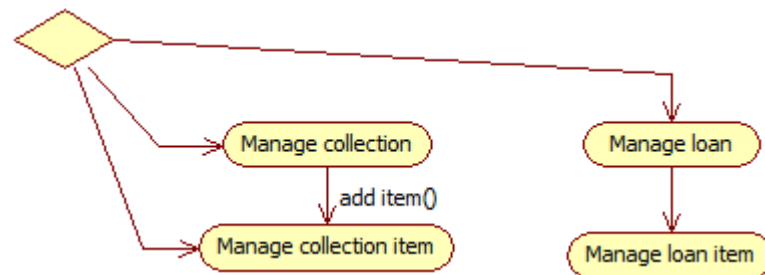 Manage collection
Manage loan
add item()
Manage collection item
Manage loan item